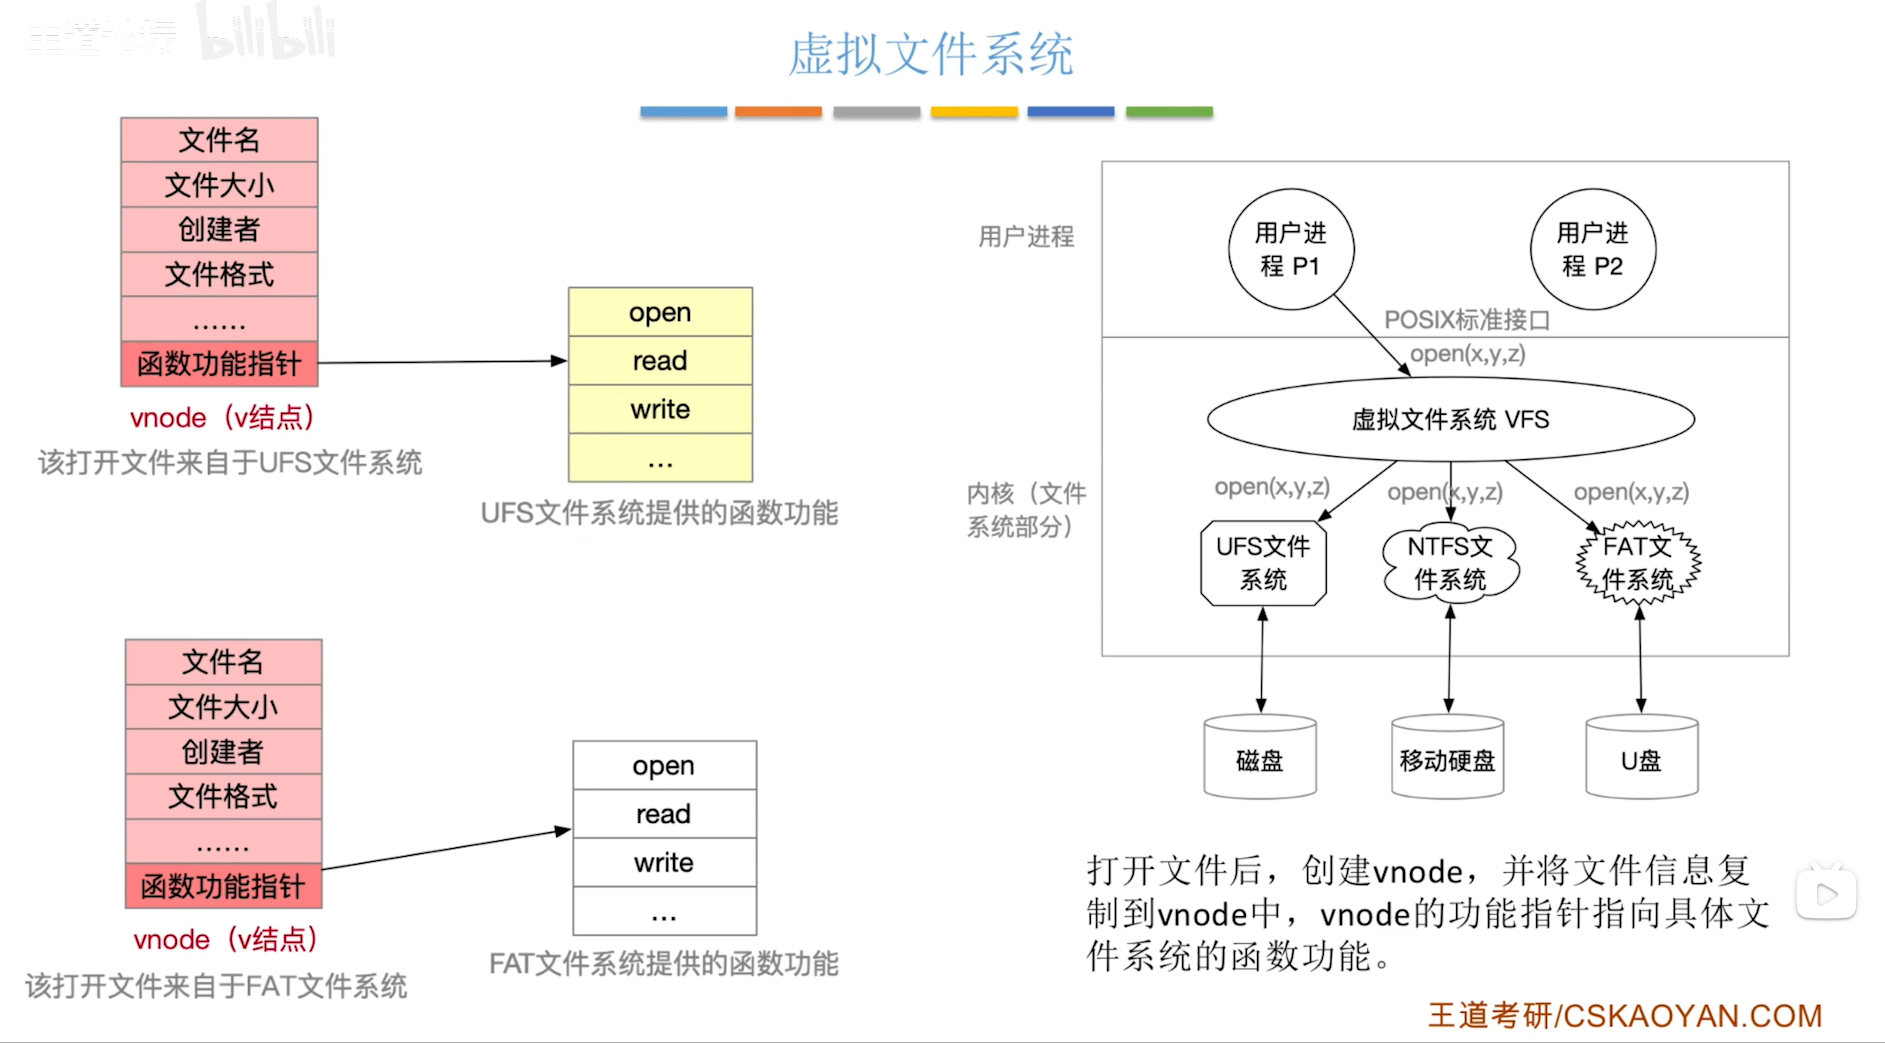 王道论坛 bilibili
虚拟文件系统
文件名
文件大小
创建者
文件格式
......
函数功能指针
vnode（v结点）
该打开文件来自于UFS文件系统
open
read
write
...
UFS文件系统提供的函数功能
文件名
文件大小
创建者
文件格式
......
函数功能指针
vnode（v结点）
该打开文件来自于FAT文件系统
open
read
write
...
FAT文件系统提供的函数功能
用户进程
用户进
程 P1
用户进
程 P2
POSIX标准接口
open(x,y,z)
虚拟文件系统 VFS
内核（文件
系统部分）
open(x,y,z)
open(x,y,z)
open(x,y,z)
UFS文件
系统
NTFS文
件系统
FAT文
件系统
磁盘
移动硬盘
U盘
打开文件后，创建vnode，并将文件信息复
制到vnode中，vnode的功能指针指向具体文
件系统的函数功能。
王道考研/CSKAOYAN.COM